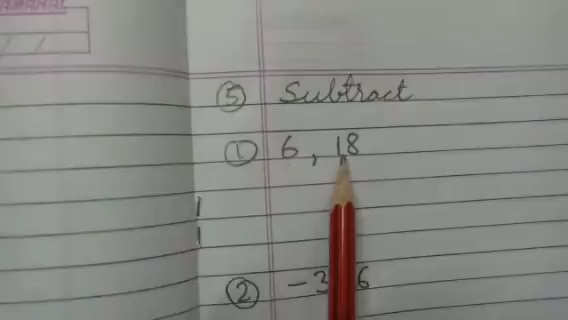 ⑤ Subtract
① 6, 18
② -3 6